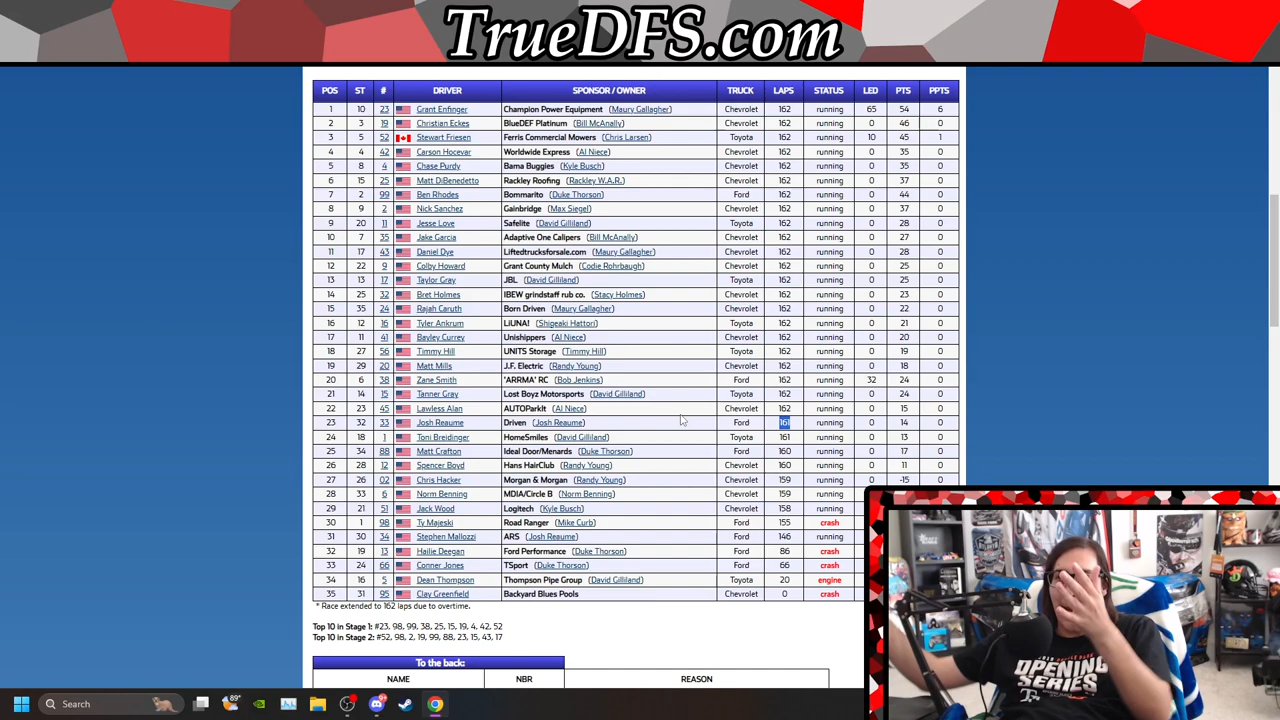 TrueDFS.com
POS ST # DRIVER SPONSOR / OWNER TRUCK LAPS STATUS LED PTS PPTS
1 10 23 Grant Enfinger Champion Power Equipment (Maury Gallagher) Chevrolet 162 running 65 54 6
2 3 19 Christian Eckes BlueDEF Platinum (Bill McAnally) Chevrolet 162 running 0 46 0
3 5 52 Stewart Friesen Ferris Commercial Mowers (Chris Larsen) Toyota 162 running 10 45 1
4 4 42 Carson Hocevar Worldwide Express (Al Niece) Chevrolet 162 running 0 35 0
5 8 4 Chase Purdy Bama Buggies (Kyle Busch) Chevrolet 162 running 0 35 0
6 15 25 Matt DiBenedetto Rackley Roofing (Rackley W.A.R.) Chevrolet 162 running 0 37 0
7 2 99 Ben Rhodes Bommarito (Duke Thorson) Ford 162 running 0 44 0
8 9 2 Nick Sanchez Gainbridge (Max Siegel) Chevrolet 162 running 0 37 0
9 20 11 Jesse Love Safelite (David Gilliland) Toyota 162 running 0 28 0
10 7 35 Jake Garcia Adaptive One Calipers (Bill McAnally) Chevrolet 162 running 0 27 0
11 17 43 Daniel Dye Liftedtrucksforsale.com (Maury Gallagher) Chevrolet 162 running 0 28 0
12 22 9 Colby Howard Grant County Mulch (Codie Rohrbaugh) Chevrolet 162 running 0 25 0
13 13 17 Taylor Gray JBL (David Gilliland) Toyota 162 running 0 25 0
14 25 32 Bret Holmes IBEW grindstaff rub co. (Stacy Holmes) Chevrolet 162 running 0 23 0
15 35 24 Rajah Caruth Born Driven (Maury Gallagher) Chevrolet 162 running 0 22 0
16 12 16 Tyler Ankrum LiUNA! (Shigeaki Hattori) Toyota 162 running 0 21 0
17 11 41 Bayley Currey Unishippers (Al Niece) Chevrolet 162 running 0 20 0
18 27 56 Timmy Hill UNITS Storage (Timmy Hill) Toyota 162 running 0 19 0
19 29 20 Matt Mills J.F. Electric (Randy Young) Chevrolet 162 running 0 18 0
20 6 38 Zane Smith 'ARRMA' RC (Bob Jenkins) Ford 162 running 32 24 0
21 14 15 Tanner Gray Lost Boyz Motorsports (David Gilliland) Toyota 162 running 0 24 0
22 23 45 Lawless Alan AUTOParkIt (Al Niece) Chevrolet 162 running 0 15 0
23 32 33 Josh Reaume Driven (Josh Reaume) Ford 161 running 0 14 0
24 18 1 Toni Breidinger HomeSmiles (David Gilliland) Toyota 161 running 0 13 0
25 34 88 Matt Crafton Ideal Door/Menards (Duke Thorson) Ford 160 running 0 17 0
26 28 12 Spencer Boyd Hans HairClub (Randy Young) Chevrolet 160 running 0 11 0
27 26 02 Chris Hacker Morgan & Morgan (Randy Young) Chevrolet 159 running 0 -15 0
28 33 6 Norm Benning MDIA/Circle B (Norm Benning) Chevrolet 159 running
29 21 51 Jack Wood Logitech (Kyle Busch) Chevrolet 158 running
30 1 98 Ty Majeski Road Ranger (Mike Curb) Ford 155 crash
31 30 34 Stephen Mallozzi ARS (Josh Reaume) Ford 146 running
32 19 13 Hailie Deegan Ford Performance (Duke Thorson) Ford 86 crash
33 24 66 Conner Jones TSport (Duke Thorson) Ford 66 crash
34 16 5 Dean Thompson Thompson Pipe Group (David Gilliland) Toyota 20 engine
35 31 95 Clay Greenfield Backyard Blues Pools Chevrolet 0 crash
* Race extended to 162 laps due to overtime.
Top 10 in Stage 1: #23, 98, 99, 38, 25, 15, 19, 4, 42, 52
Top 10 in Stage 2: #52, 98, 2, 19, 99, 88, 23, 15, 43, 17
To the back:
NAME NBR REASON
OPENING
SERIES
Search
89°